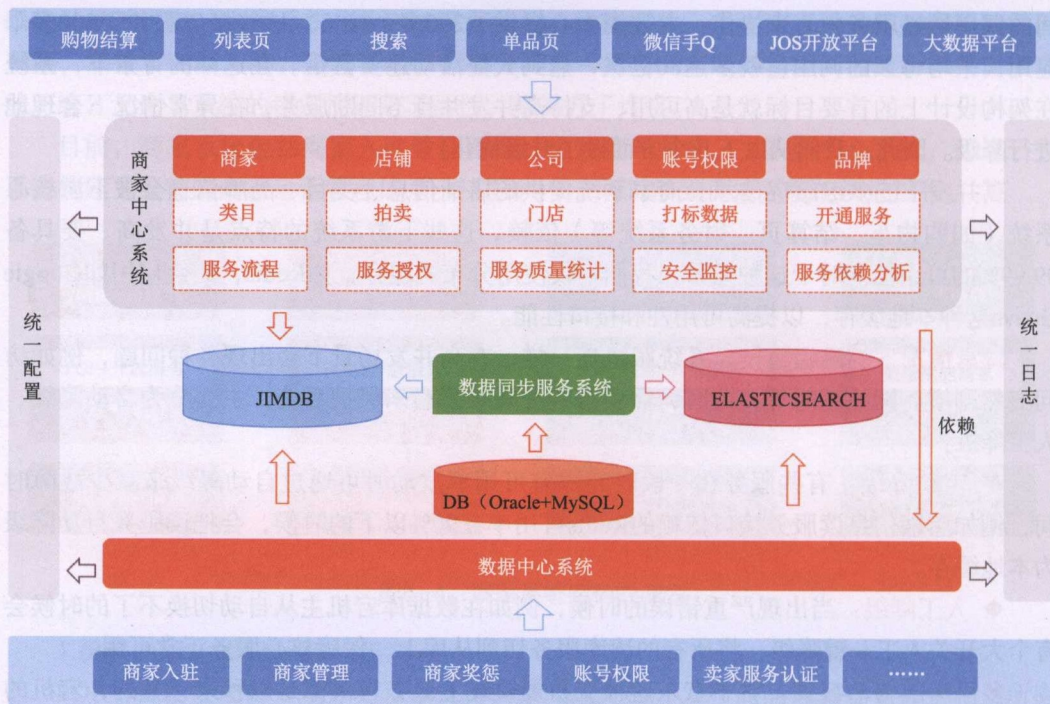 购物结算
列表页
搜索
单品页
微信手Q
JOS开放平台
大数据平台
商家中心系统
商家
店铺
公司
账号权限
品牌
类目
拍卖
门店
打标数据
开通服务
服务流程
服务授权
服务质量统计
安全监控
服务依赖分析
统一配置
统一日志
JIMDB
数据同步服务系统
ELASTICSEARCH
依赖
DB（Oracle+MySQL）
数据中心系统
商家入驻
商家管理
商家奖惩
账号权限
卖家服务认证
……